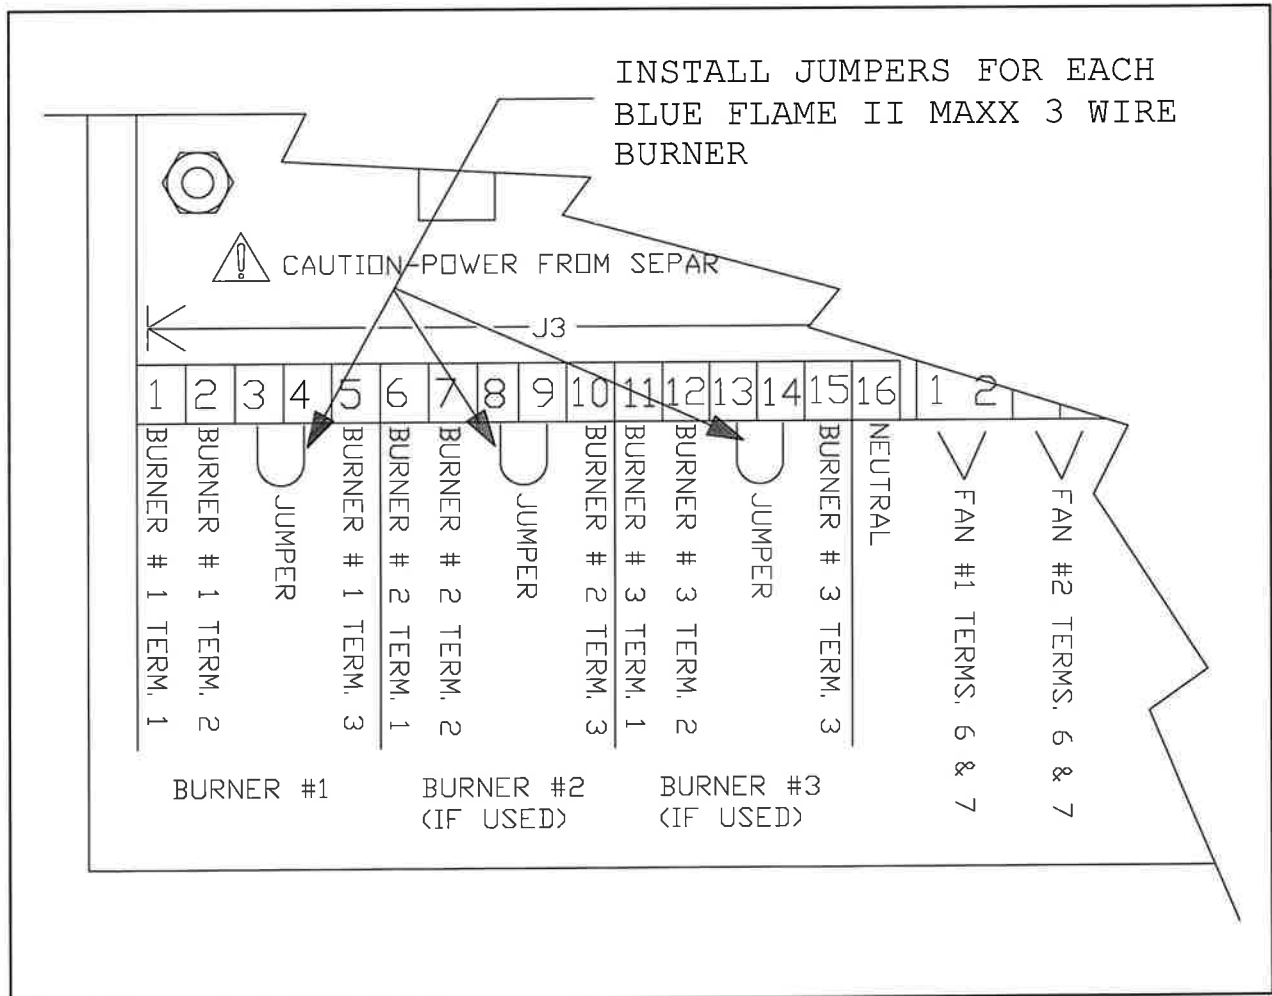 INSTALL JUMPERS FOR EACH
BLUE FLAME II MAXX 3 WIRE
BURNER
CAUTION-POWER FROM SEPAR
J3
1 2 3 4 5 6 7 8 9 10 11 12 13 14 15 16 1 2
BURNER # 1 TERM. 1
BURNER # 1 TERM. 2
JUMPER
BURNER # 1 TERM. 3
BURNER # 2 TERM. 1
BURNER # 2 TERM. 2
JUMPER
BURNER # 2 TERM. 3
BURNER # 3 TERM. 1
BURNER # 3 TERM. 2
JUMPER
BURNER # 3 TERM. 3
NEUTRAL
FAN #1 TERMS. 6 & 7
FAN #2 TERMS. 6 & 7
BURNER #1
BURNER #2
(IF USED)
BURNER #3
(IF USED)